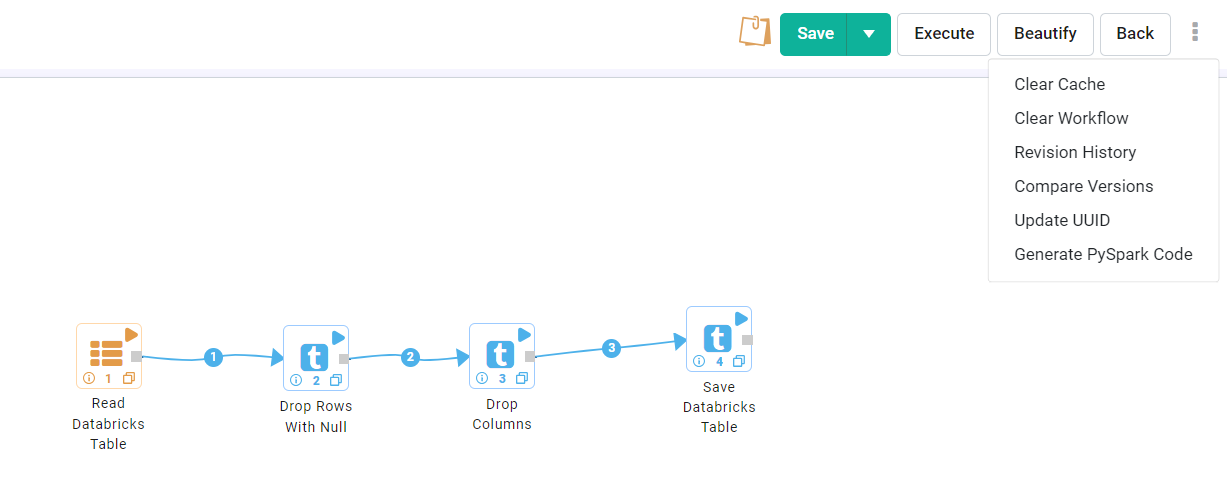 Save
Execute
Beautify
Back
Clear Cache
Clear Workflow
Revision History
Compare Versions
Update UUID
Generate PySpark Code
1
2
3
t
t
t
1
2
3
4
Read
Databricks
Table
Drop Rows
With Null
Drop
Columns
Save
Databricks
Table